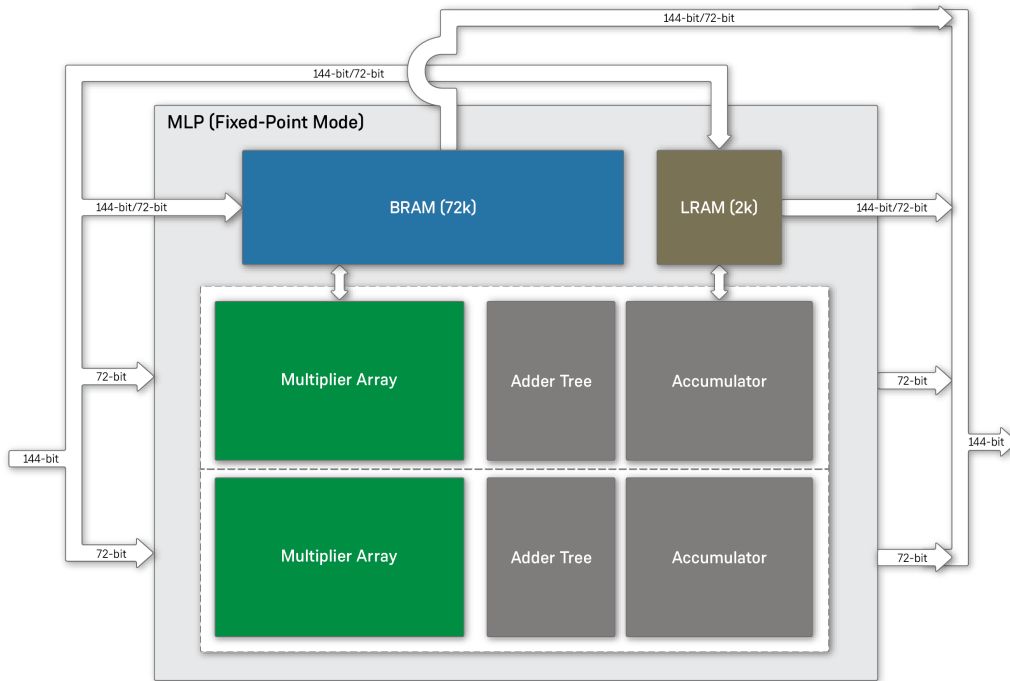 144-bit/72-bit
144-bit/72-bit
MLP (Fixed-Point Mode)
144-bit/72-bit
BRAM (72k)
LRAM (2k)
144-bit/72-bit
72-bit
Multiplier Array
Adder Tree
Accumulator
72-bit
144-bit
144-bit
72-bit
Multiplier Array
Adder Tree
Accumulator
72-bit